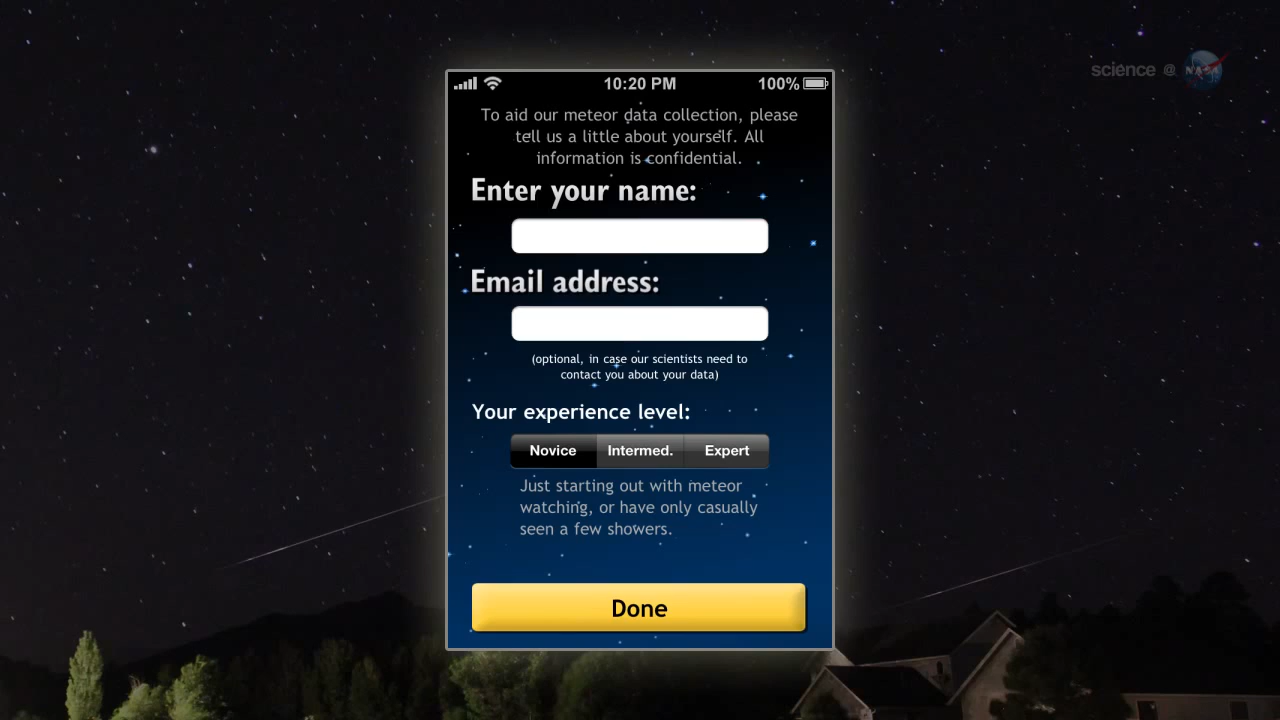 science @ NASA
10:20 PM 100%
To aid our meteor data collection, please
tell us a little about yourself. All
information is confidential.
Enter your name:
Email address:
(optional, in case our scientists need to
contact you about your data)
Your experience level:
Novice Intermed. Expert
Just starting out with meteor
watching, or have only casually
seen a few showers.
Done